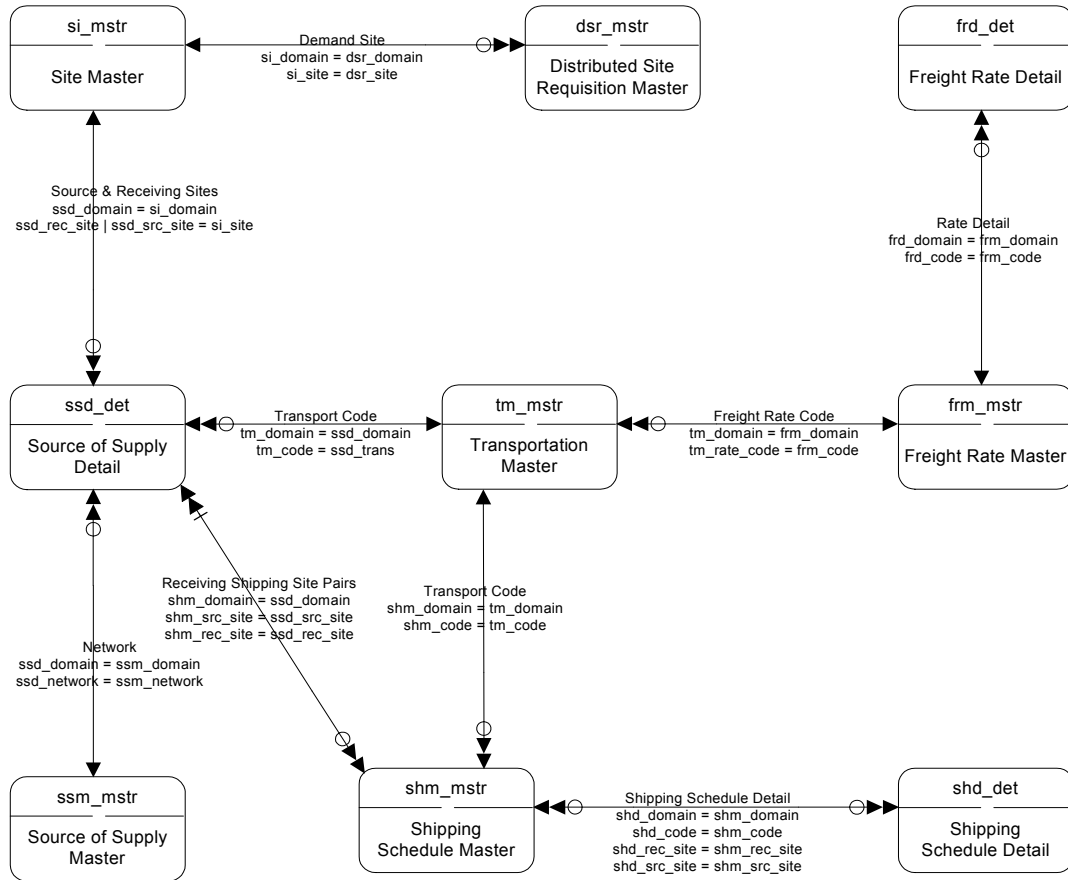 si_mstr
Site Master
Demand Site
si_domain = dsr_domain
si_site = dsr_site
dsr_mstr
Distributed Site
Requisition Master
frd_det
Freight Rate Detail
Source & Receiving Sites
ssd_domain = si_domain
ssd_rec_site | ssd_src_site = si_site
Rate Detail
frd_domain = frm_domain
frd_code = frm_code
ssd_det
Source of Supply
Detail
Transport Code
tm_domain = ssd_domain
tm_code = ssd_trans
tm_mstr
Transportation
Master
Freight Rate Code
tm_domain = frm_domain
tm_rate_code = frm_code
frm_mstr
Freight Rate Master
Receiving Shipping Site Pairs
shm_domain = ssd_domain
shm_src_site = ssd_src_site
shm_rec_site = ssd_rec_site
Transport Code
shm_domain = tm_domain
shm_code = tm_code
Network
ssd_domain = ssm_domain
ssd_network = ssm_network
ssm_mstr
Source of Supply
Master
shm_mstr
Shipping
Schedule Master
Shipping Schedule Detail
shd_domain = shm_domain
shd_code = shm_code
shd_rec_site = shm_rec_site
shd_src_site = shm_src_site
shd_det
Shipping
Schedule Detail